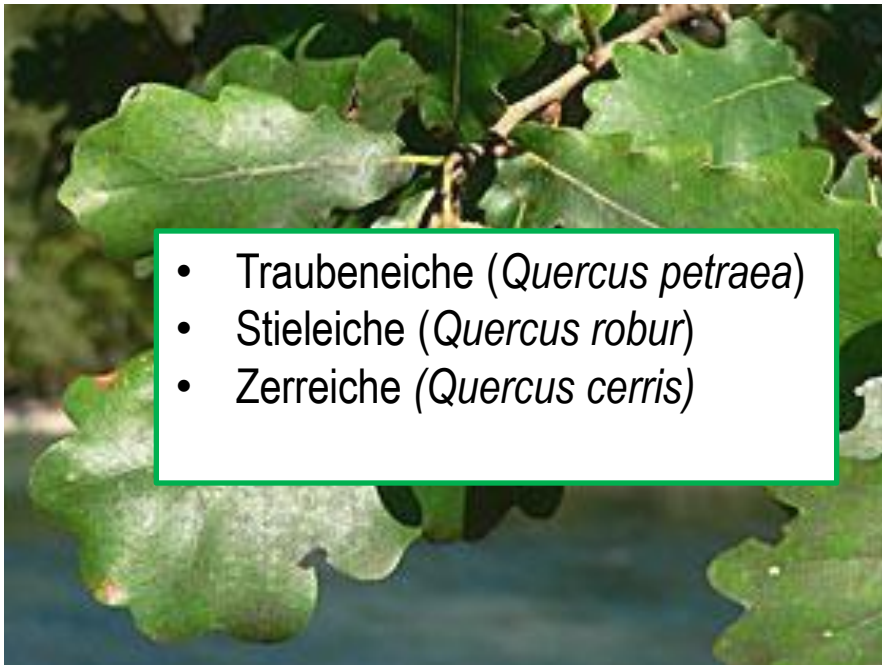 • Traubeneiche (Quercus petraea)
• Stieleiche (Quercus robur)
• Zerreiche (Quercus cerris)